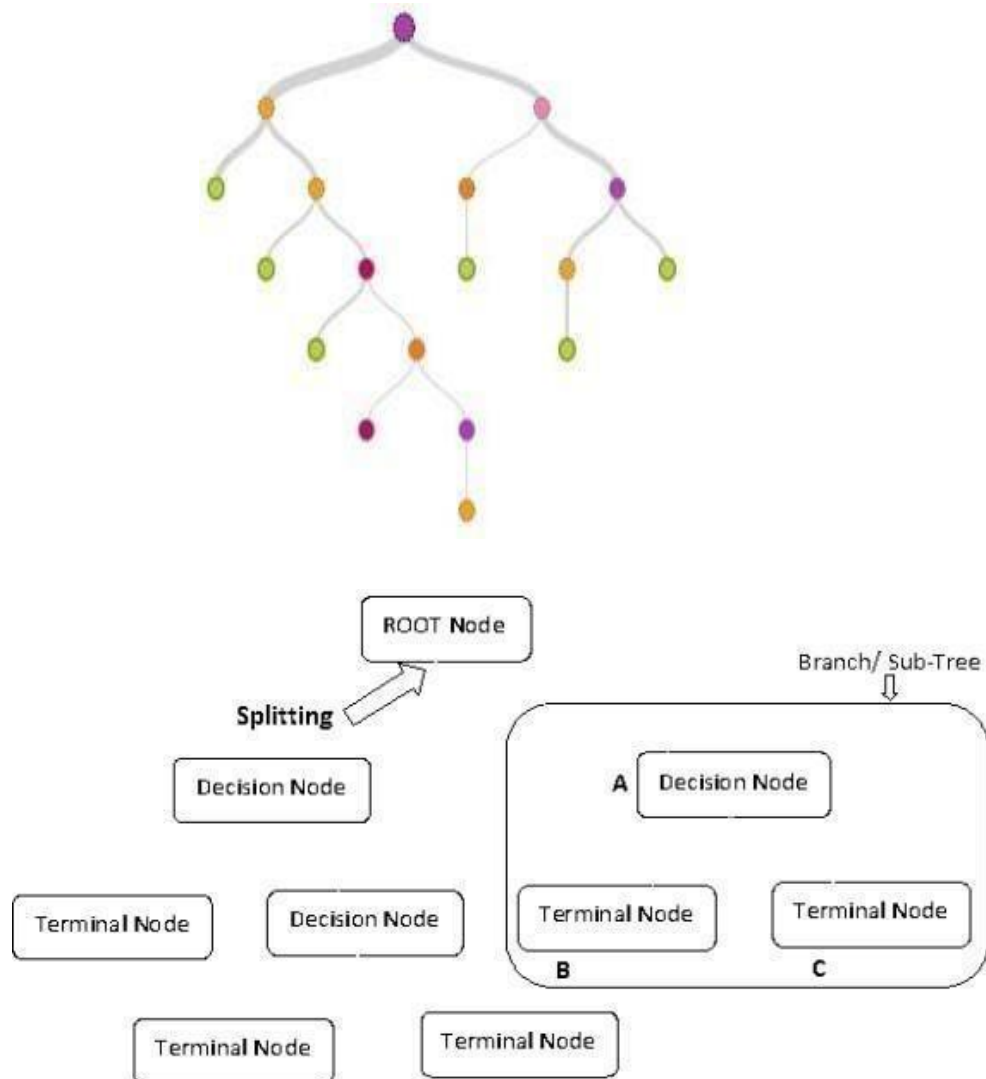 ROOT Node
Branch/ Sub-Tree
Splitting
Decision Node
A Decision Node
Terminal Node
Decision Node
Terminal Node
Terminal Node
B
C
Terminal Node
Terminal Node